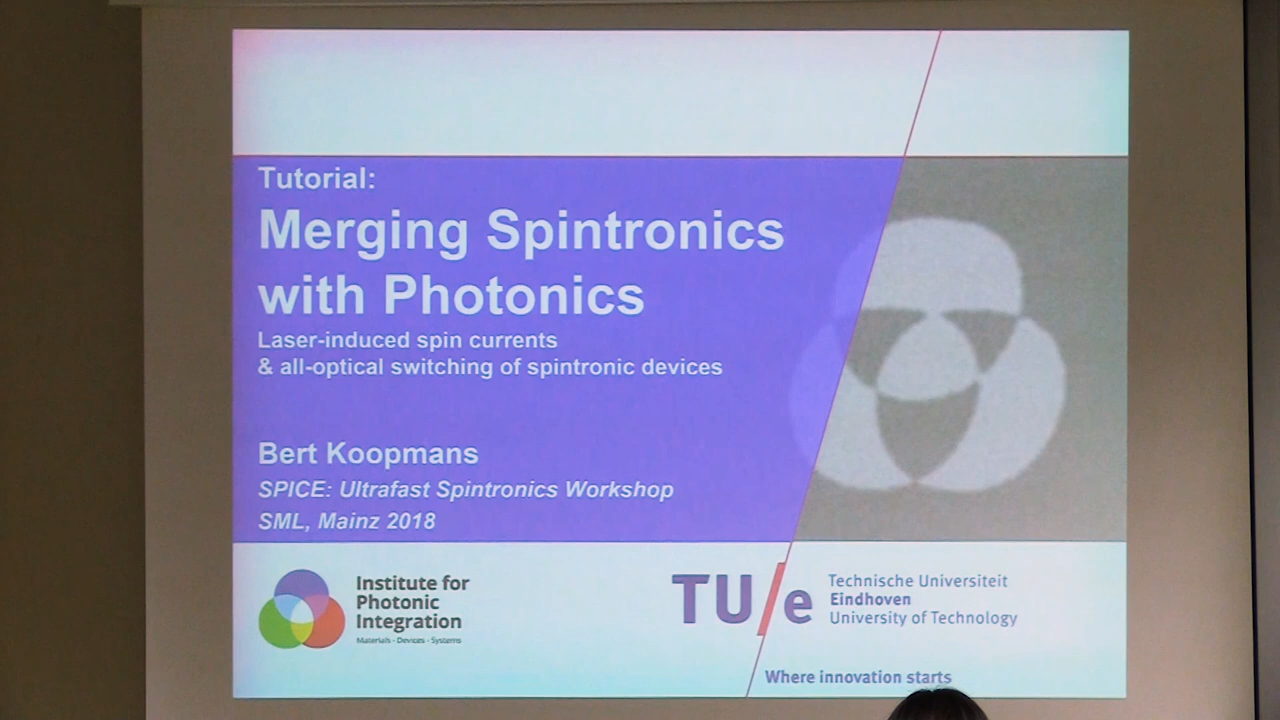 Tutorial:
Merging Spintronics
with Photonics
Laser-induced spin currents
& all-optical switching of spintronic devices
Bert Koopmans
SPICE: Ultrafast Spintronics Workshop
SML, Mainz 2018
Institute for
Photonic
Integration
Materials - Devices - Systems
TU/e
Technische Universiteit
Eindhoven
University of Technology
Where innovation starts